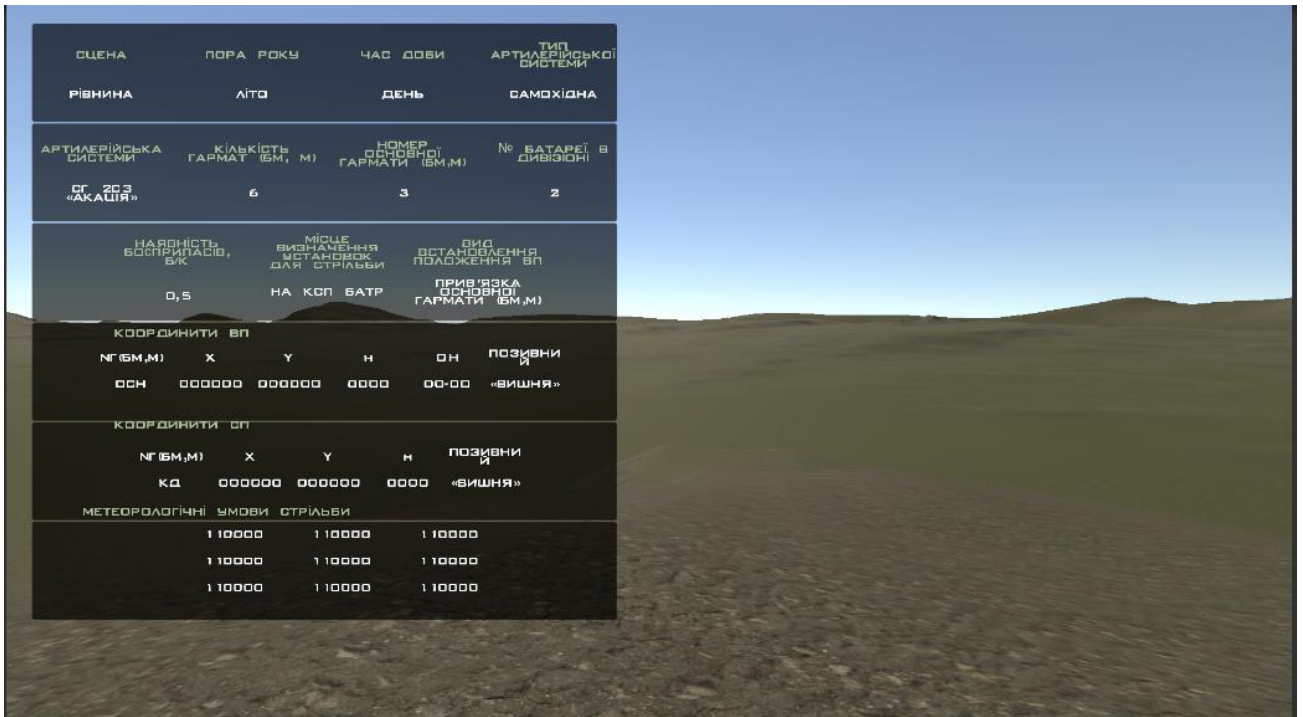 СЦЕНА ПОРА РОКУ ЧАС ДОБИ ТИП АРТИЛЕРІЙСЬКОЇ СИСТЕМИ
РІВНИНА ЛІТО ДЕНЬ САМОХІДНА
АРТИЛЕРІЙСЬКА СИСТЕМИ КІЛЬКІСТЬ ГАРМАТ (БМ, М) НОМЕР ОСНОВНОЇ ГАРМАТИ (БМ,М) № БАТАРЕЇ В ДИВІЗІОНІ
СГ 2С3 «АКАЦІЯ» 6 3 2
НАЯВНІСТЬ БОЄПРИПАСІВ, Б/К МІСЦЕ ВИЗНАЧЕННЯ УСТАНОВОК ДЛЯ СТРІЛЬБИ ВИД ВСТАНОВЛЕННЯ ПОЛОЖЕННЯ ВП
0,5 НА КСП БАТР ПРИВ'ЯЗКА ОСНОВНОЇ ГАРМАТИ (БМ,М)
КООРДИНИТИ ВП
NГ(БМ,М) X Y H ОН ПОЗИВНИЙ
ОСН 000000 000000 0000 00-00 «ВИШНЯ»
КООРДИНИТИ СП
NГ(БМ,М) X Y H ПОЗИВНИЙ
КД 000000 000000 0000 «ВИШНЯ»
МЕТЕОРОЛОГІЧНІ УМОВИ СТРІЛЬБИ
110000 110000 110000
110000 110000 110000
110000 110000 110000